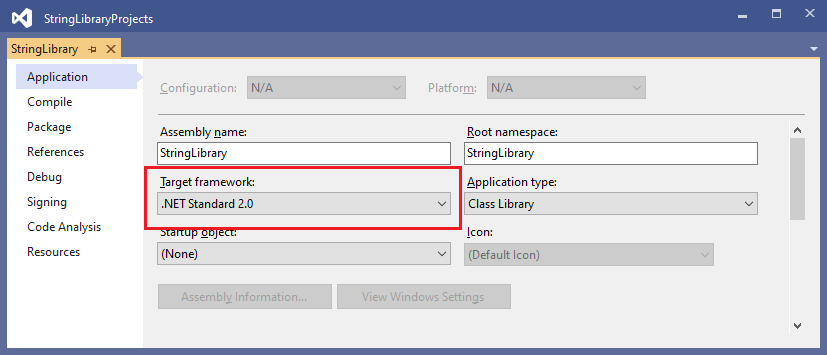 StringLibraryProjects
StringLibrary
Application
Compile
Package
References
Debug
Signing
Code Analysis
Resources
Configuration: N/A Platform: N/A
Assembly name: Root namespace:
StringLibrary StringLibrary
Target framework: Application type:
.NET Standard 2.0 Class Library
Startup object: Icon:
(None) (Default Icon)
Assembly Information... View Windows Settings